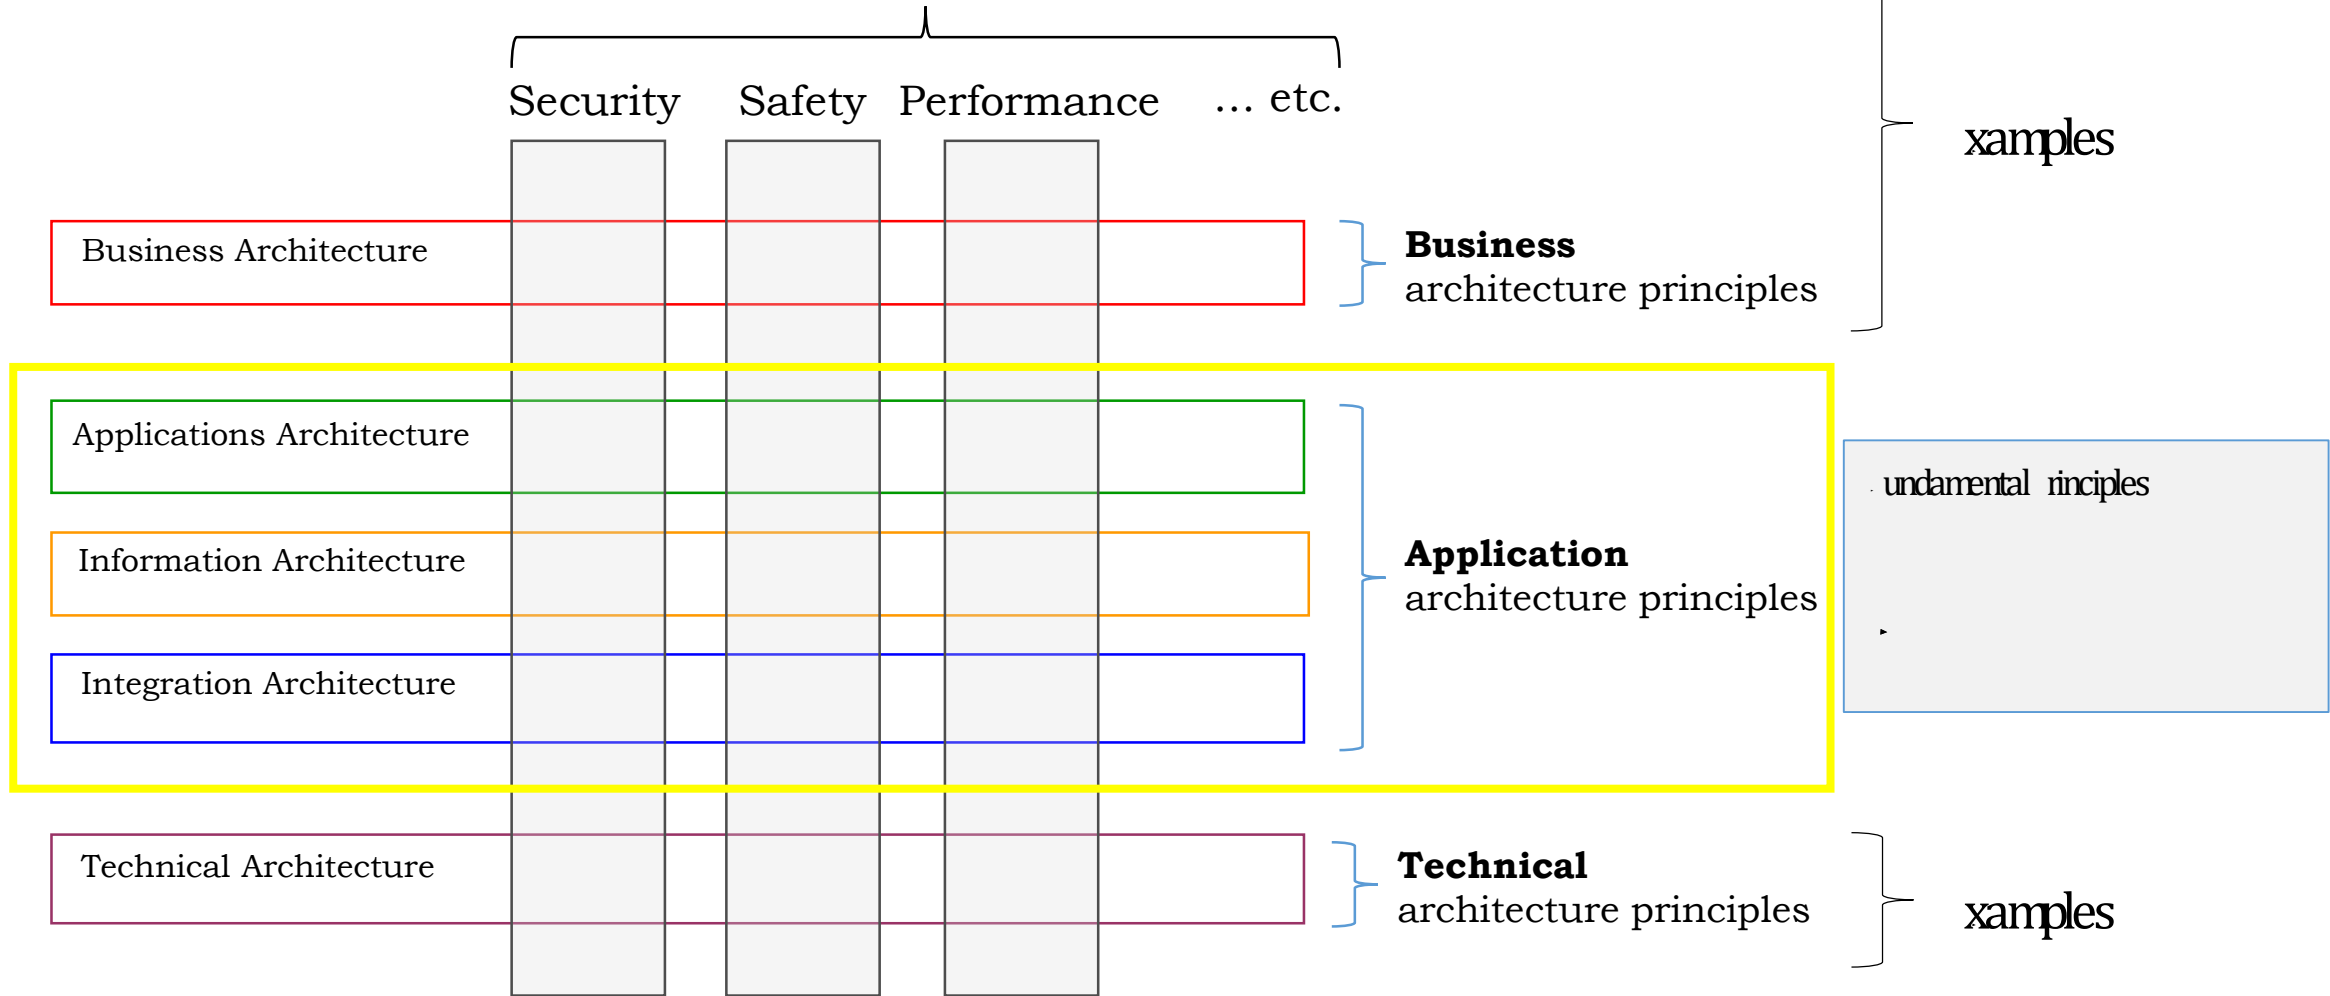 Security Safety Performance ... etc.
xamples
Business Architecture
Business
architecture principles
Applications Architecture
undamental rinciples
Information Architecture
Application
architecture principles
Integration Architecture
Technical Architecture
Technical
architecture principles
xamples